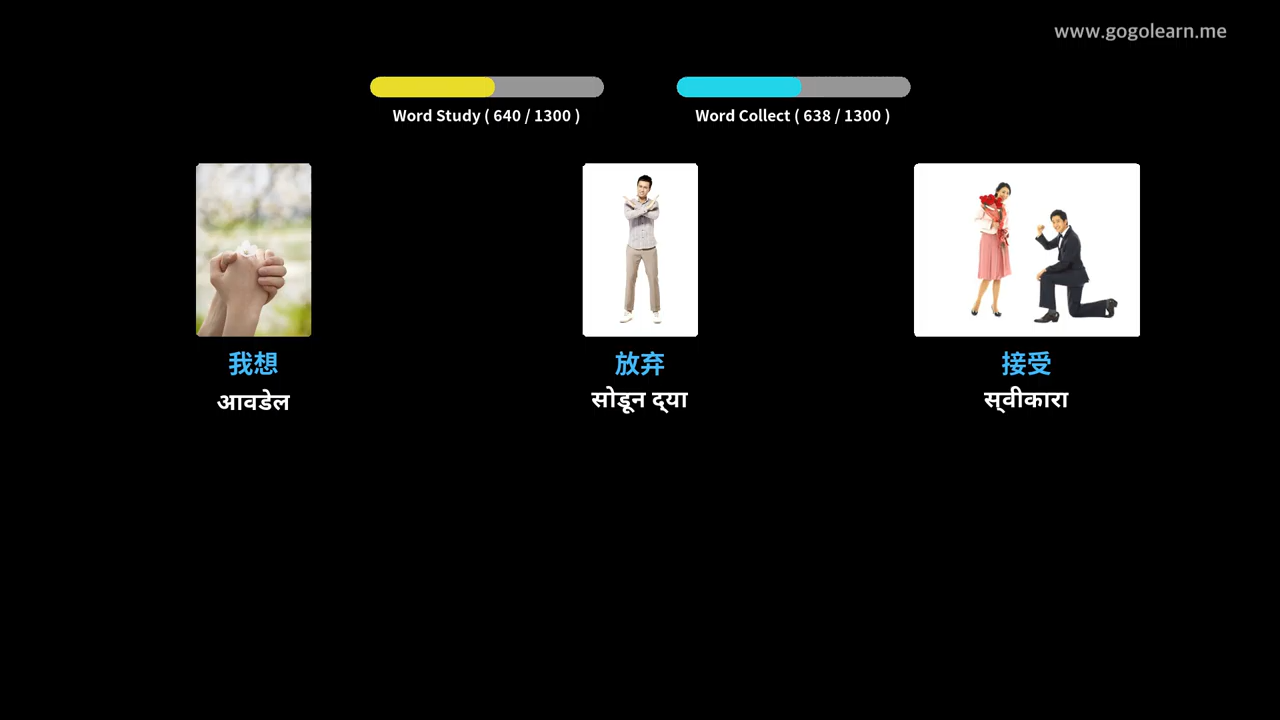 www.gogolearn.me
Word Study ( 640 / 1300 )
Word Collect ( 638 / 1300 )
我想
放弃
接受
आवडेल
सोडून द्या
स्वीकारा